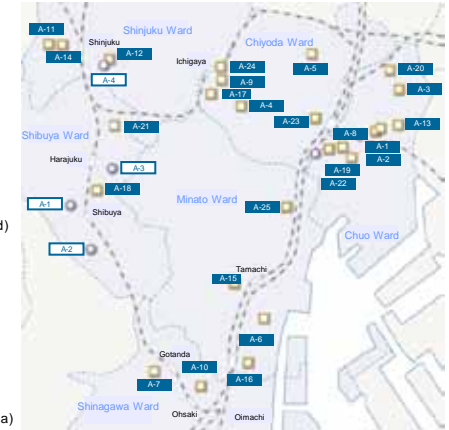 Shinjuku Ward
A-11
Shinjuku
A-12
A-14
A-4
Chiyoda Ward
Ichigaya
A-24
A-5
A-9
A-20
A-17
A-3
A-4
A-21
A-23
A-8
A-13
Shibuya Ward
A-1
A-2
Harajuku
A-3
A-19
A-22
A-18
A-1
Minato Ward
A-25
Shibuya
d)
A-2
Chuo Ward
Tamachi
A-15
A-6
Gotanda
A-10
A-16
A-7
Shinagawa Ward
Ohsaki
Oimachi
a)